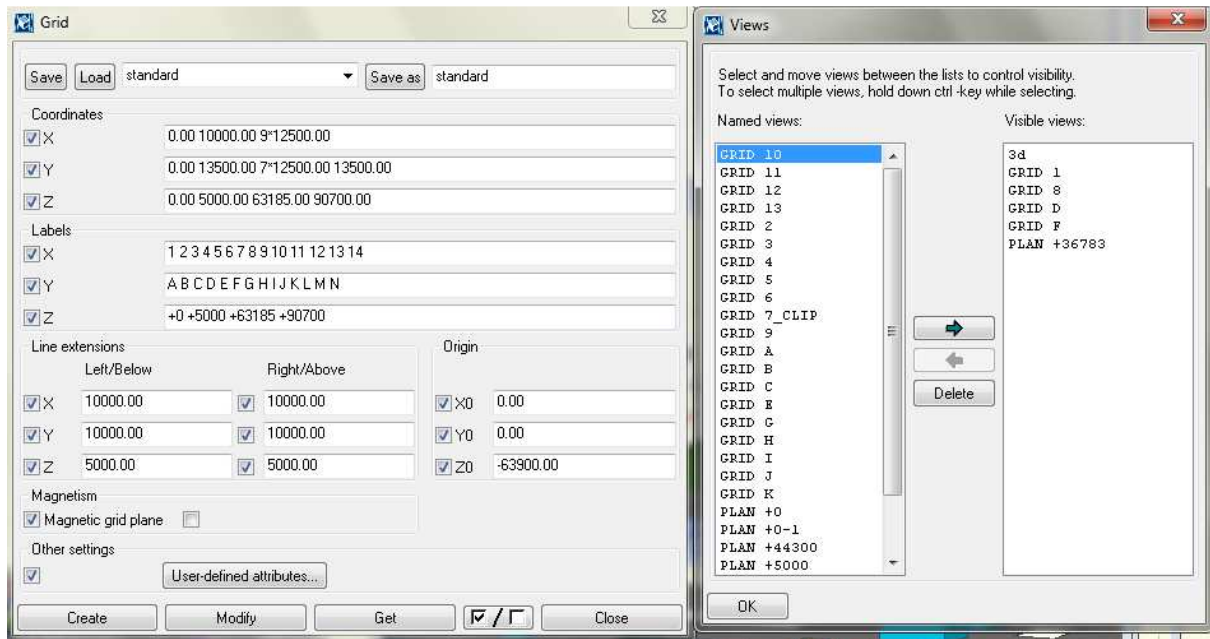 Grid
Save Load standard Save as standard
Coordinates
X 0.00 10000.00 9*12500.00
Y 0.00 13500.00 7*12500.00 13500.00
Z 0.00 5000.00 63185.00 90700.00
Labels
X 1 2 3 4 5 6 7 8 9 10 11 12 13 14
Y A B C D E F G H I J K L M N
Z +0 +5000 +63185 +90700
Line extensions Origin
Left/Below Right/Above
X 10000.00 10000.00 X0 0.00
Y 10000.00 10000.00 Y0 0.00
Z 5000.00 5000.00 Z0 -63900.00
Magnetism
Magnetic grid plane
Other settings
User-defined attributes...
Create Modify Get / Close
Views
Select and move views between the lists to control visibility.
To select multiple views, hold down ctrl -key while selecting.
Named views:
GRID 10
GRID 11
GRID 12
GRID 13
GRID 2
GRID 3
GRID 4
GRID 5
GRID 6
GRID 7_CLIP
GRID 9
GRID A
GRID B
GRID C
GRID E
GRID G
GRID H
GRID I
GRID J
GRID K
PLAN +0
PLAN +0-1
PLAN +44300
PLAN +5000
Delete
Visible views:
3d
GRID 1
GRID 8
GRID D
GRID F
PLAN +36783
OK